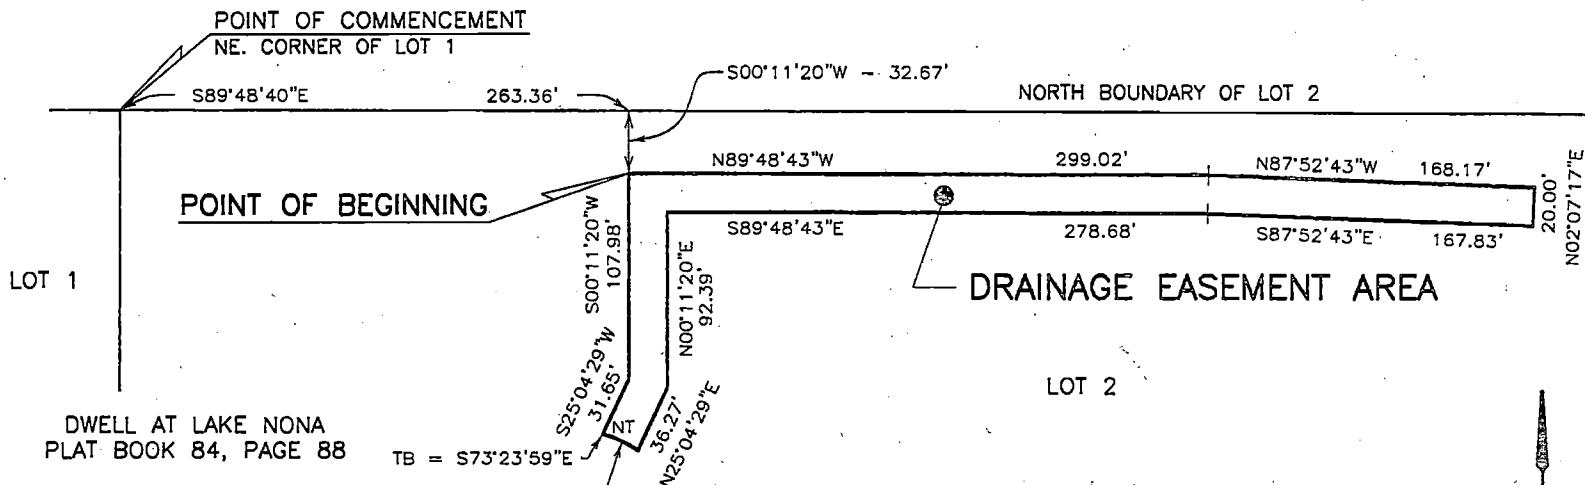 POINT OF COMMENCEMENT
NE. CORNER OF LOT 1
S00°11'20"W - 32.67'
S89°48'40"E
263.36'
NORTH BOUNDARY OF LOT 2
N89°48'43"W
299.02'
N87°52'43"W
168.17'
POINT OF BEGINNING
S89°48'43"E
278.68'
S87°52'43"E
167.83'
20.00'
N02°07'17"E
S00°11'20"W
107.98'
N00°11'20"E
92.39'
LOT 1
DRAINAGE EASEMENT AREA
LOT 2
S25°04'29"W
31.65'
NT
36.27'
N25°04'29"E
DWELL AT LAKE NONA
PLAT BOOK 84, PAGE 88
TB = S73°23'59"E